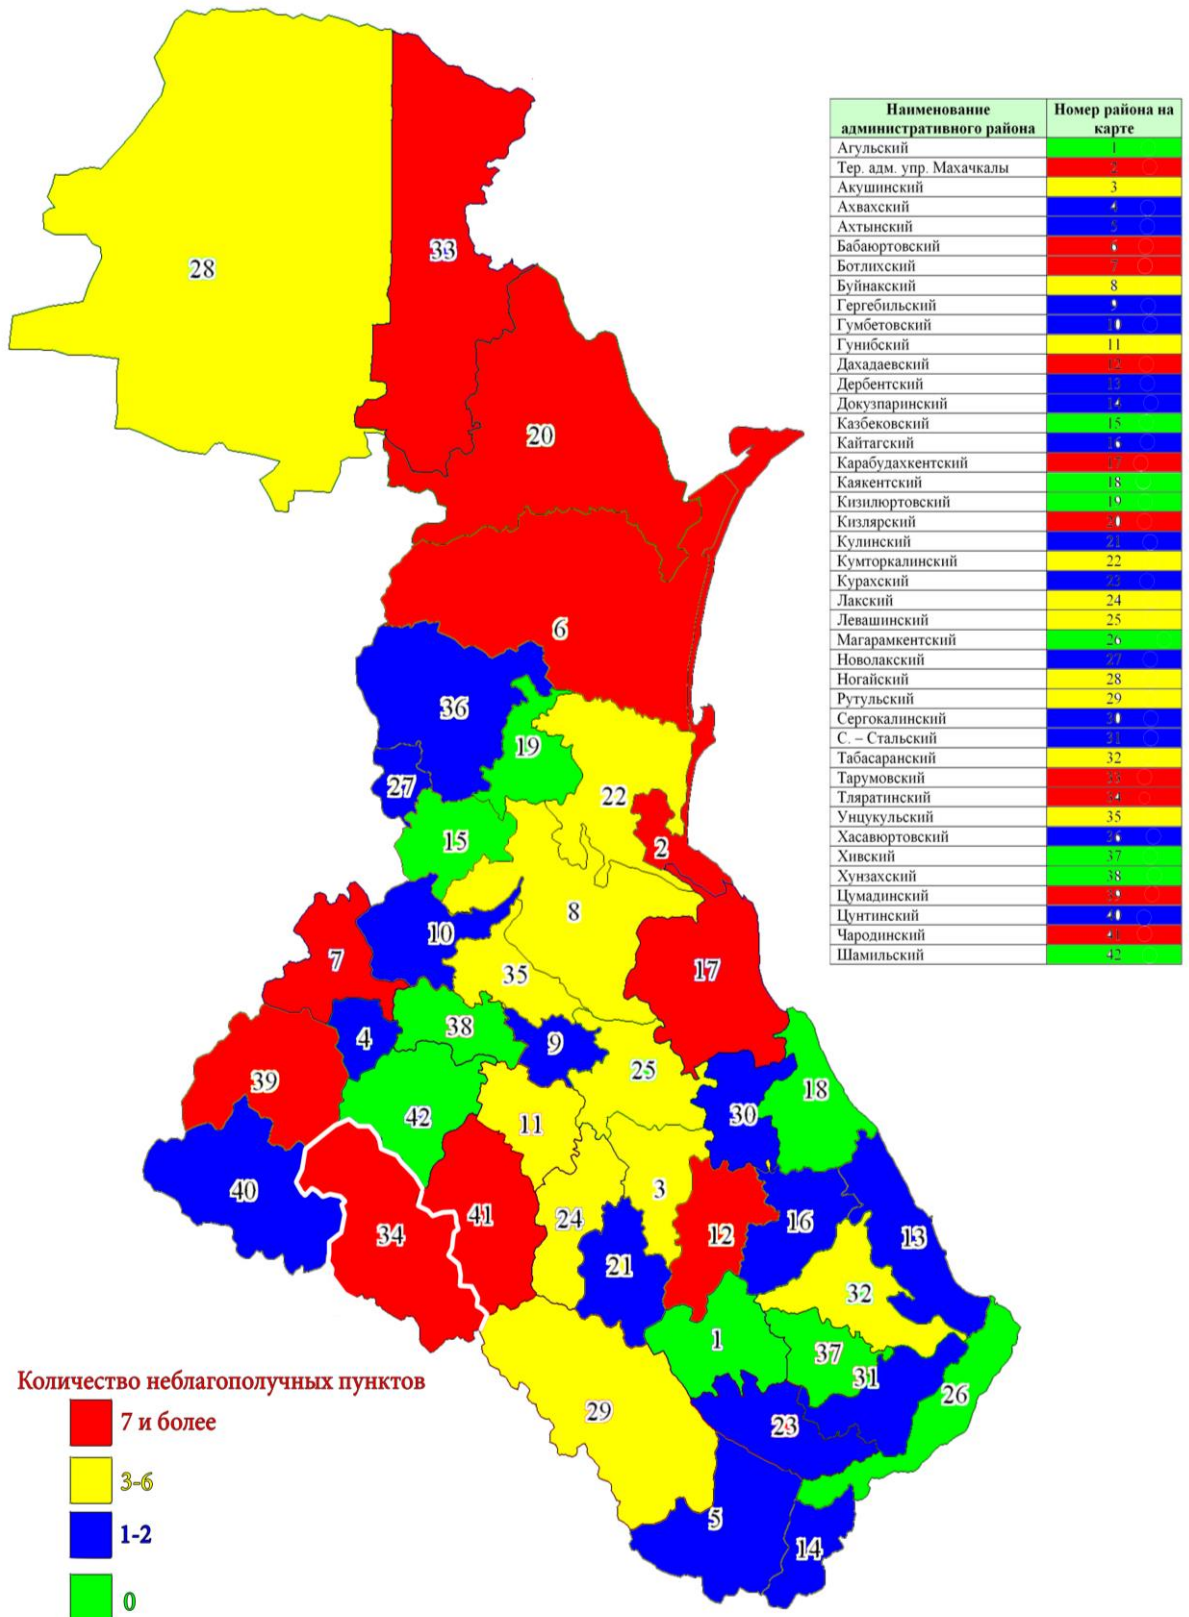 Наименование административного района Номер района на карте
Агульский 1
Тер. адм. упр. Махачкалы 2
Акушинский 3
Ахвахский 4
Ахтынский 5
Бабаюртовский 6
Ботлихский 7
Буйнакский 8
Гергебильский 9
Гумбетовский 10
Гунибский 11
Дахадаевский 12
Дербентский 13
Докузпаринский 14
Казбековский 15
Кайтагский 16
Карабудахкентский 17
Каякентский 18
Кизилюртовский 19
Кизлярский 20
Кулинский 21
Кумторкалинский 22
Курахский 23
Лакский 24
Левашинский 25
Магарамкентский 26
Новолакский 27
Ногайский 28
Рутульский 29
Сергокалинский 30
С. – Стальский 31
Табасаранский 32
Тарумовский 33
Тляратинский 34
Унцукульский 35
Хасавюртовский 36
Хивский 37
Хунзахский 38
Цумадинский 39
Цунтинский 40
Чародинский 41
Шамильский 42
33
28
20
6
36
19
27
22
15
2
8
10
7
17
35
38
4
9
25
39
18
42
30
11
40
3
41
24
16
34
12
13
21
32
1
37
31
26
29
23
5
14
Количество неблагополучных пунктов
7 и более
3-6
1-2
0